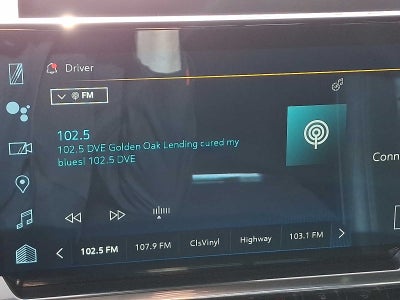 Driver
FM
102.5
102.5 DVE Golden Oak Lending cured my
blues! 102.5 DVE
Conn
102.5 FM 107.9 FM ClsVinyl Highway 103.1 FM